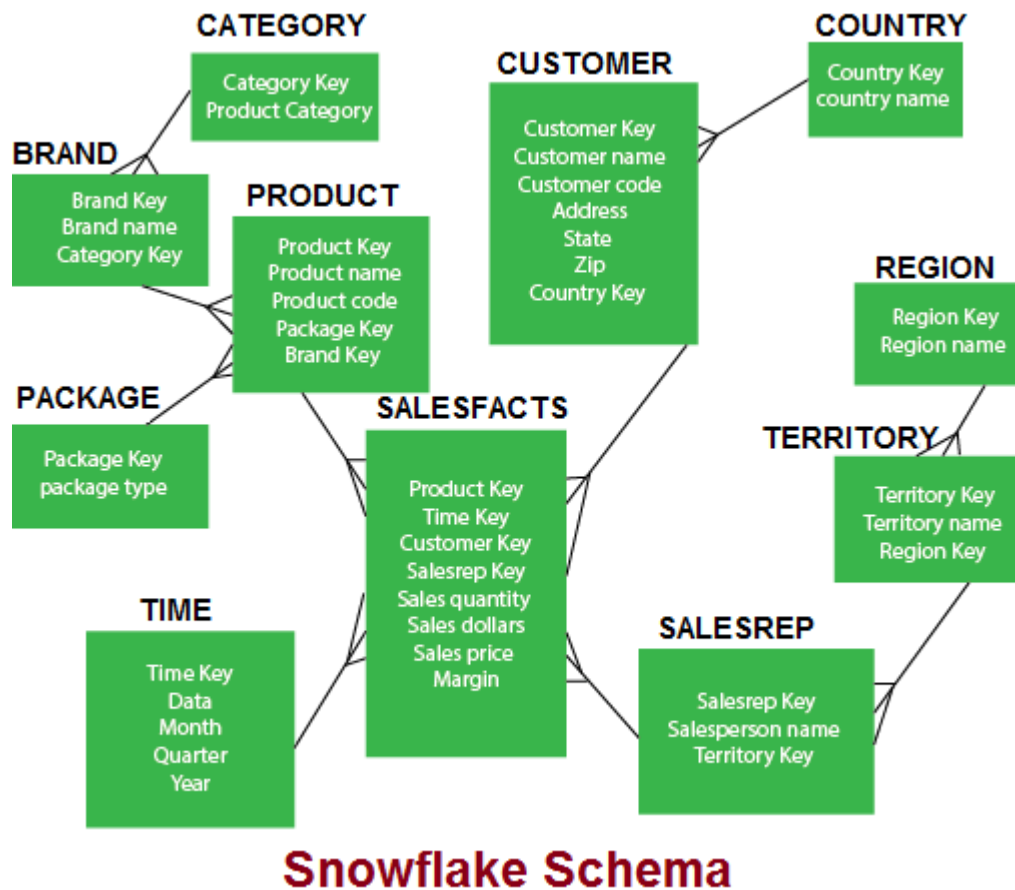 CATEGORY
Category Key
Product Category
BRAND
Brand Key
Brand name
Category Key
PRODUCT
Product Key
Product name
Product code
Package Key
Brand Key
PACKAGE
Package Key
package type
CUSTOMER
Customer Key
Customer name
Customer code
Address
State
Zip
Country Key
COUNTRY
Country Key
country name
REGION
Region Key
Region name
TERRITORY
Territory Key
Territory name
Region Key
SALESFACTS
Product Key
Time Key
Customer Key
Salesrep Key
Sales quantity
Sales dollars
Sales price
Margin
TIME
Time Key
Data
Month
Quarter
Year
SALESREP
Salesrep Key
Salesperson name
Territory Key
Snowflake Schema